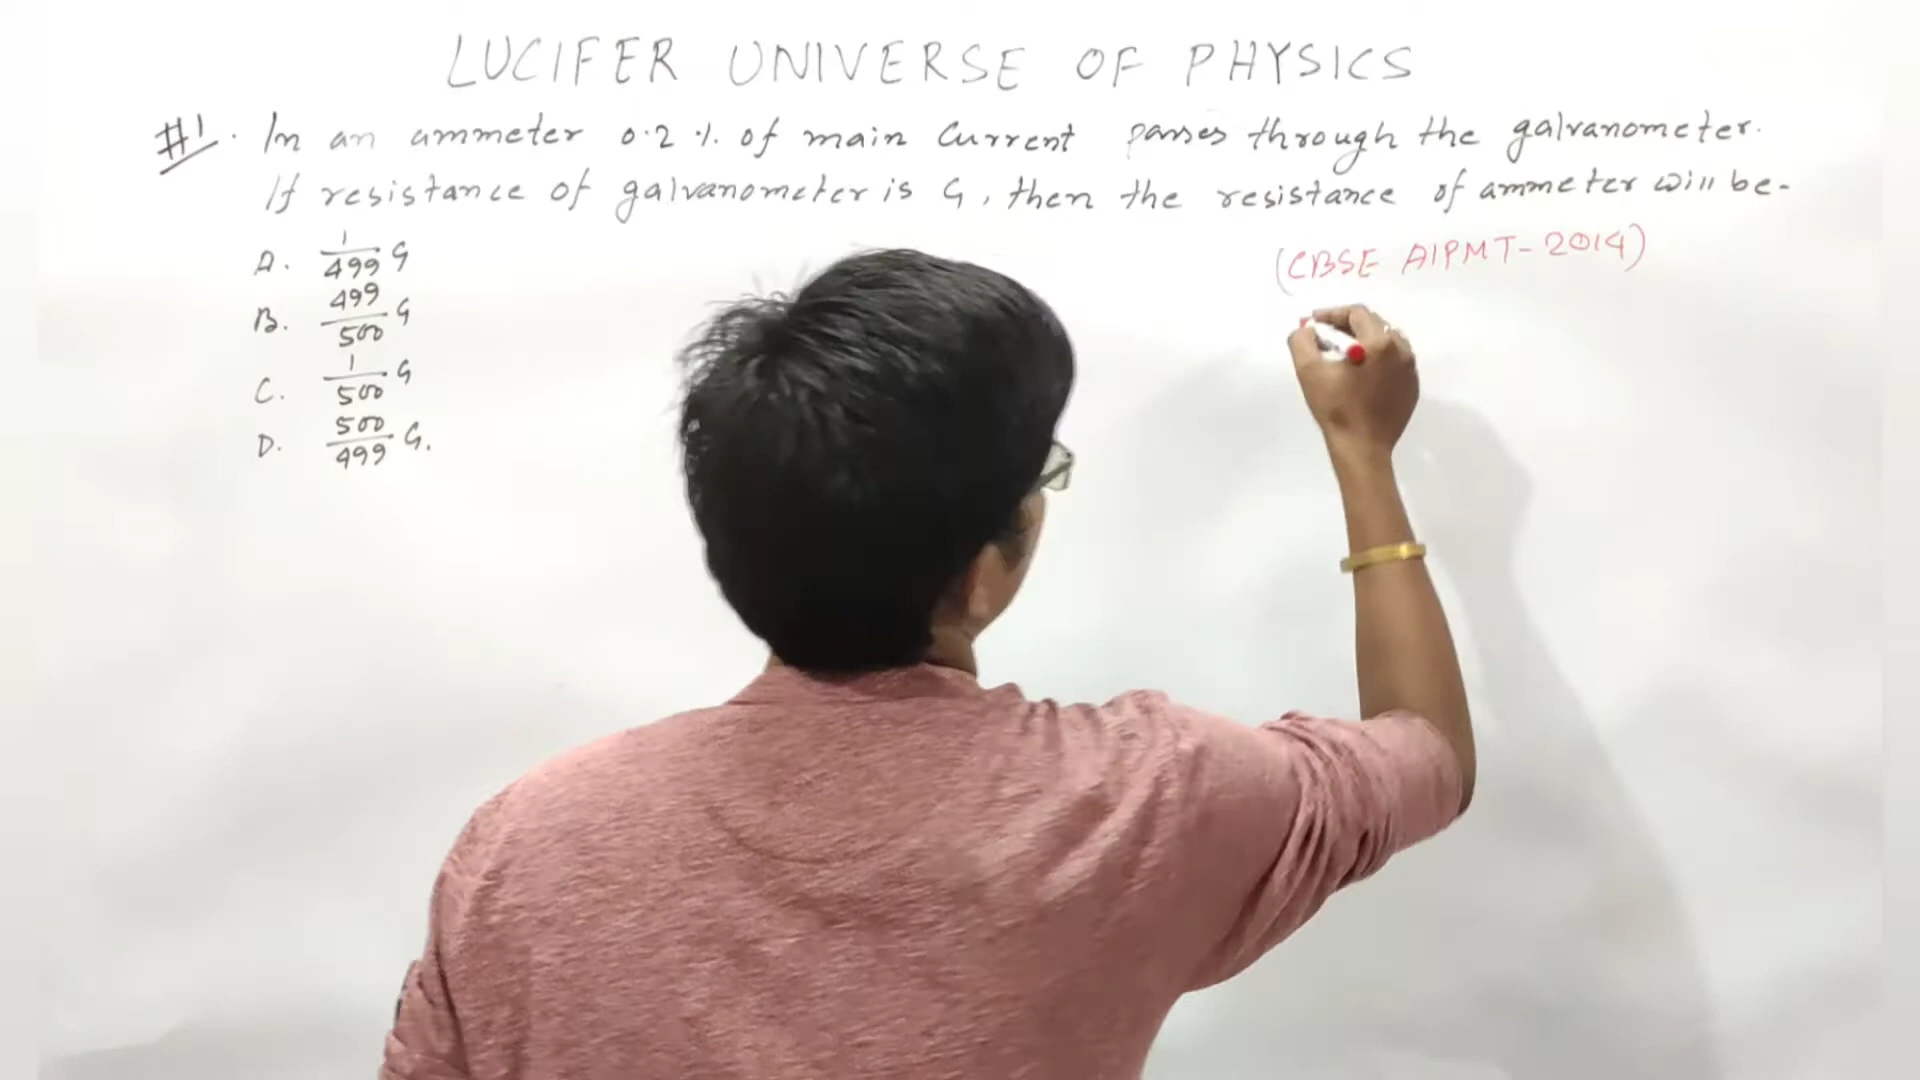 LUCIFER UNIVERSE OF PHYSICS
#1. In an ammeter 0.2 % of main Current passes through the galvanometer.
If resistance of galvanometer is G, then the resistance of ammeter will be-
(CBSE AIPMT-2014)
A. 1/499 G
B. 499/500 G
C. 1/500 G
D. 500/499 G.